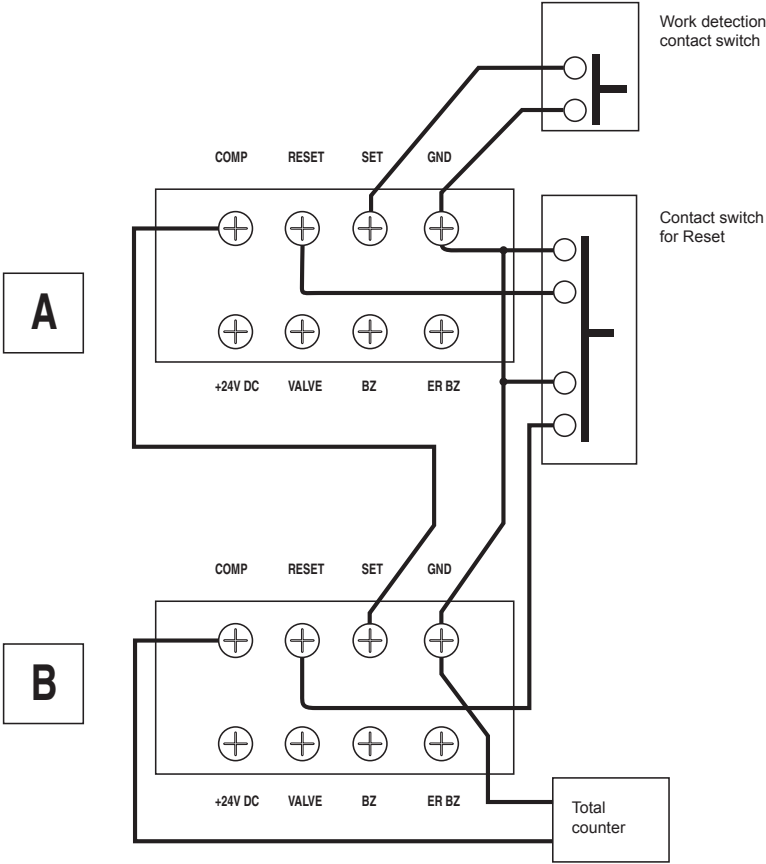 Work detection
contact switch
COMP RESET SET GND
Contact switch
for Reset
A
+24V DC VALVE BZ ER BZ
COMP RESET SET GND
B
+24V DC VALVE BZ ER BZ
Total
counter